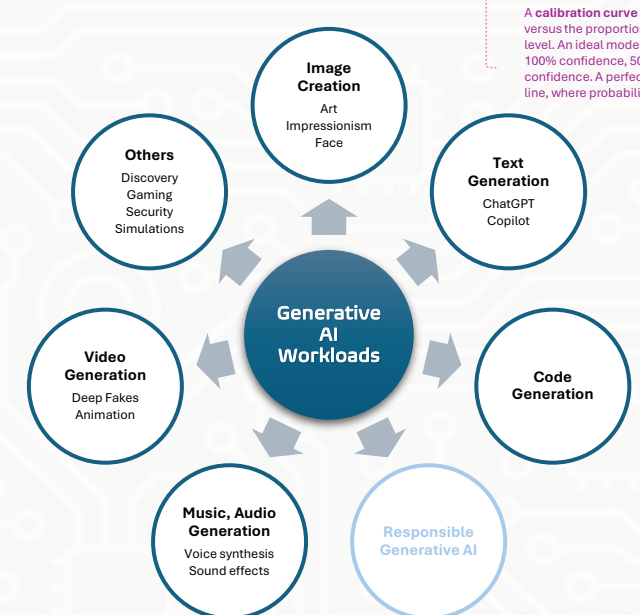 A calibration curve
versus the proportion
level. An ideal mode
100% confidence, 50
confidence. A perfec
line, where probabili
Image
Creation
Art
Impressionism
Face
Others
Discovery
Gaming
Security
Simulations
Text
Generation
ChatGPT
Copilot
Generative
AI
Workloads
Video
Generation
Deep Fakes
Animation
Code
Generation
Music, Audio
Generation
Voice synthesis
Sound effects
Responsible
Generative AI